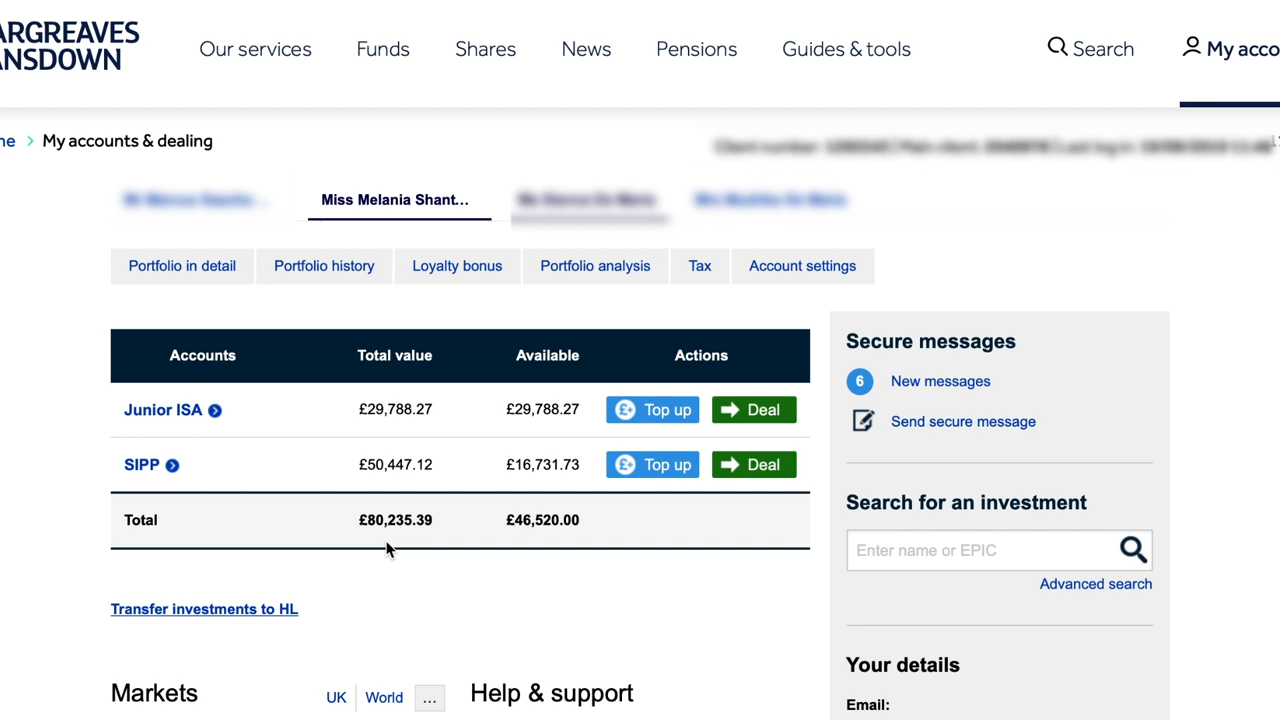 ARGREAVES
ANSDOWN
Our services Funds Shares News Pensions Guides & tools Search My acco
ne > My accounts & dealing
Miss Melania Shant...
Portfolio in detail Portfolio history Loyalty bonus Portfolio analysis Tax Account settings
Accounts Total value Available Actions
Junior ISA £29,788.27 £29,788.27 Top up Deal
SIPP £50,447.12 £16,731.73 Top up Deal
Total £80,235.39 £46,520.00
Transfer investments to HL
Markets UK World ...
Help & support
Secure messages
6 New messages
Send secure message
Search for an investment
Enter name or EPIC
Advanced search
Your details
Email: